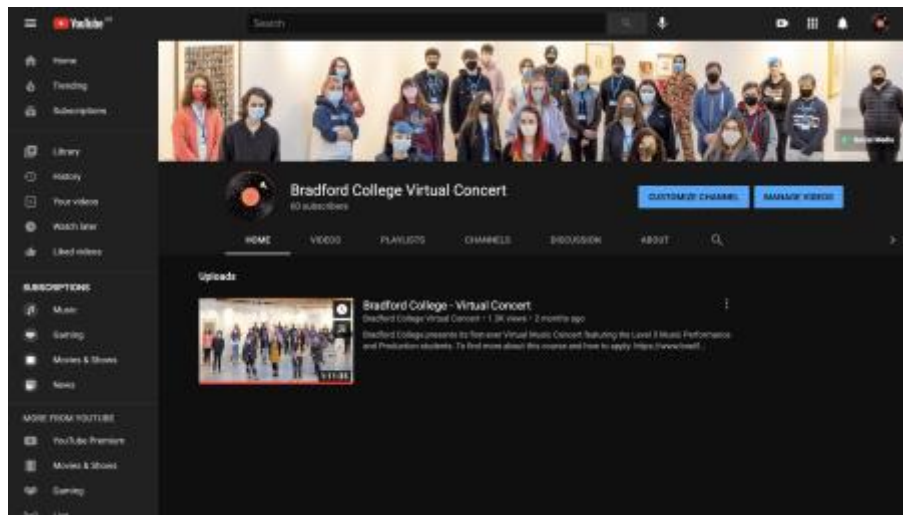 YouTube
Search
Home
Trending
Subscriptions
Library
History
Your videos
Watch later
Liked videos
SUBSCRIPTIONS
Music
Gaming
Movies & Shows
News
MORE FROM YOUTUBE
YouTube Premium
Movies & Shows
Gaming
Live
Social Media
Bradford College Virtual Concert
60 subscribers
CUSTOMIZE CHANNEL
MANAGE VIDEOS
HOME VIDEOS PLAYLISTS CHANNELS DISCUSSION ABOUT
Uploads
Bradford College - Virtual Concert
Bradford College Virtual Concert • 1.3K views • 2 months ago
Bradford College presents its first ever Virtual Music Concert featuring the Level 3 Music Performance
and Production students. To find more about this course and how to apply: